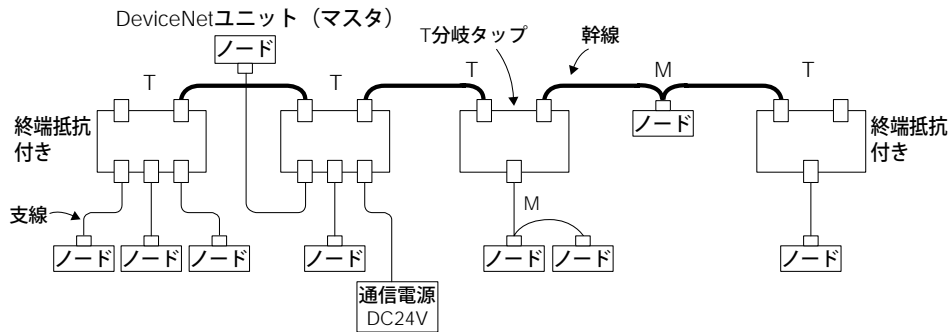 DeviceNetユニット（マスタ）
ノード
T分岐タップ
幹線
T
T
T
M
T
終端抵抗
付き
ノード
終端抵抗
付き
支線
M
ノード
ノード
ノード
ノード
ノード
ノード
ノード
通信電源
DC24V